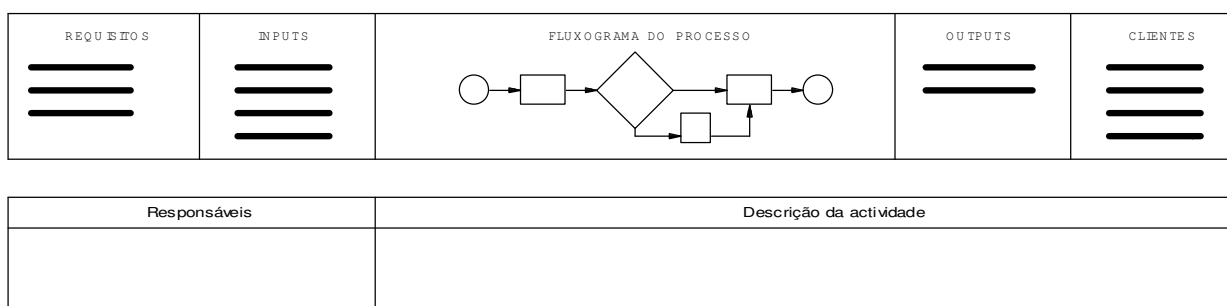 REQUISITOS
INPUTS
FLUXOGRAMA DO PROCESSO
OUTPUTS
CLIENTES
Responsáveis
Descrição da actividade